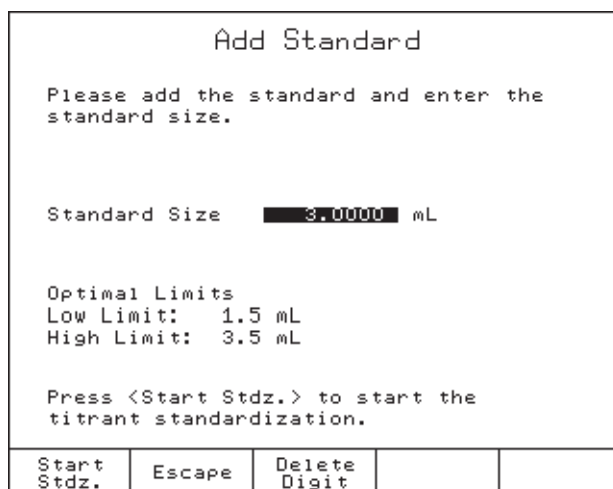 Add Standard
Please add the standard and enter the
standard size.
Standard Size 3.0000 mL
Optimal Limits
Low Limit: 1.5 mL
High Limit: 3.5 mL
Press <Start Stdz.> to start the
titrant standardization.
Start Stdz.
Escape
Delete Digit